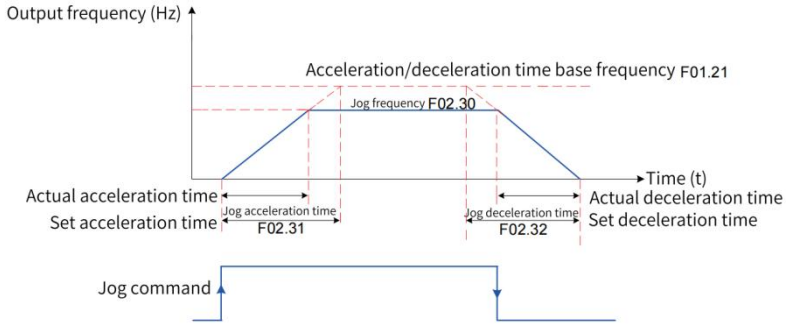 Output frequency (Hz)
Acceleration/deceleration time base frequency F01.21
Jog frequency F02.30
Time (t)
Actual acceleration time
Actual deceleration time
Jog acceleration time
Jog deceleration time
Set acceleration time
Set deceleration time
F02.31
F02.32
Jog command